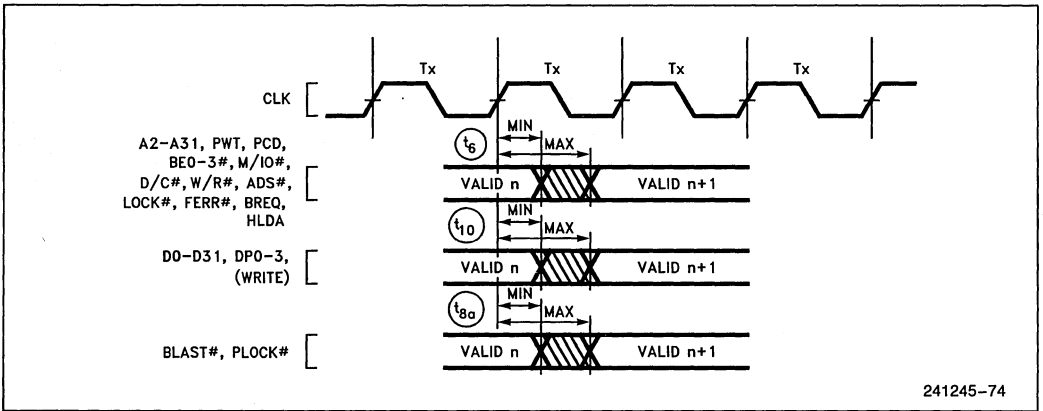 Tx Tx Tx Tx
CLK
MIN
A2-A31, PWT, PCD,
BE0-3#, M/IO#,
D/C#, W/R#, ADS#,
LOCK#, FERR#, BREQ,
HLDA
t6
MAX
VALID n
VALID n+1
MIN
t10
MAX
D0-D31, DP0-3,
(WRITE)
VALID n
VALID n+1
MIN
t8a
MAX
BLAST#, PLOCK#
VALID n
VALID n+1
241245-74